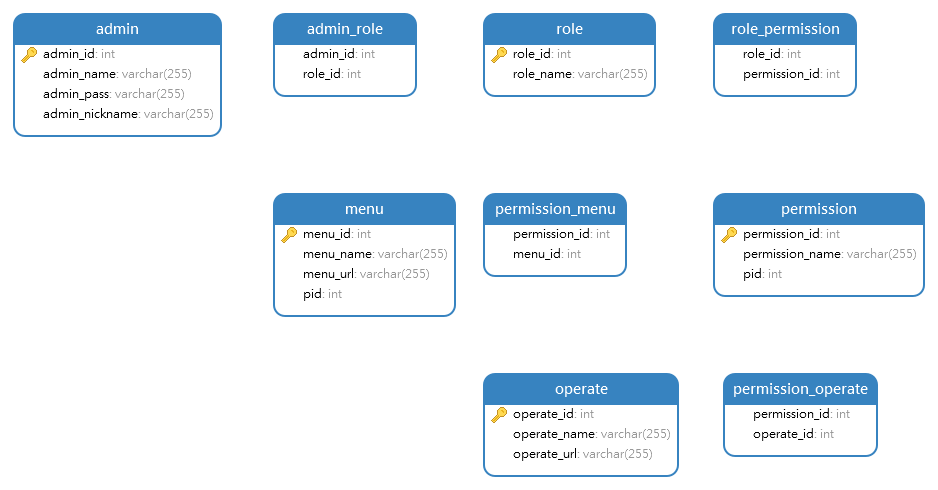 admin
admin_id: int
admin_name: varchar(255)
admin_pass: varchar(255)
admin_nickname: varchar(255)
admin_role
admin_id: int
role_id: int
role
role_id: int
role_name: varchar(255)
role_permission
role_id: int
permission_id: int
menu
menu_id: int
menu_name: varchar(255)
menu_url: varchar(255)
pid: int
permission_menu
permission_id: int
menu_id: int
permission
permission_id: int
permission_name: varchar(255)
pid: int
operate
operate_id: int
operate_name: varchar(255)
operate_url: varchar(255)
permission_operate
permission_id: int
operate_id: int